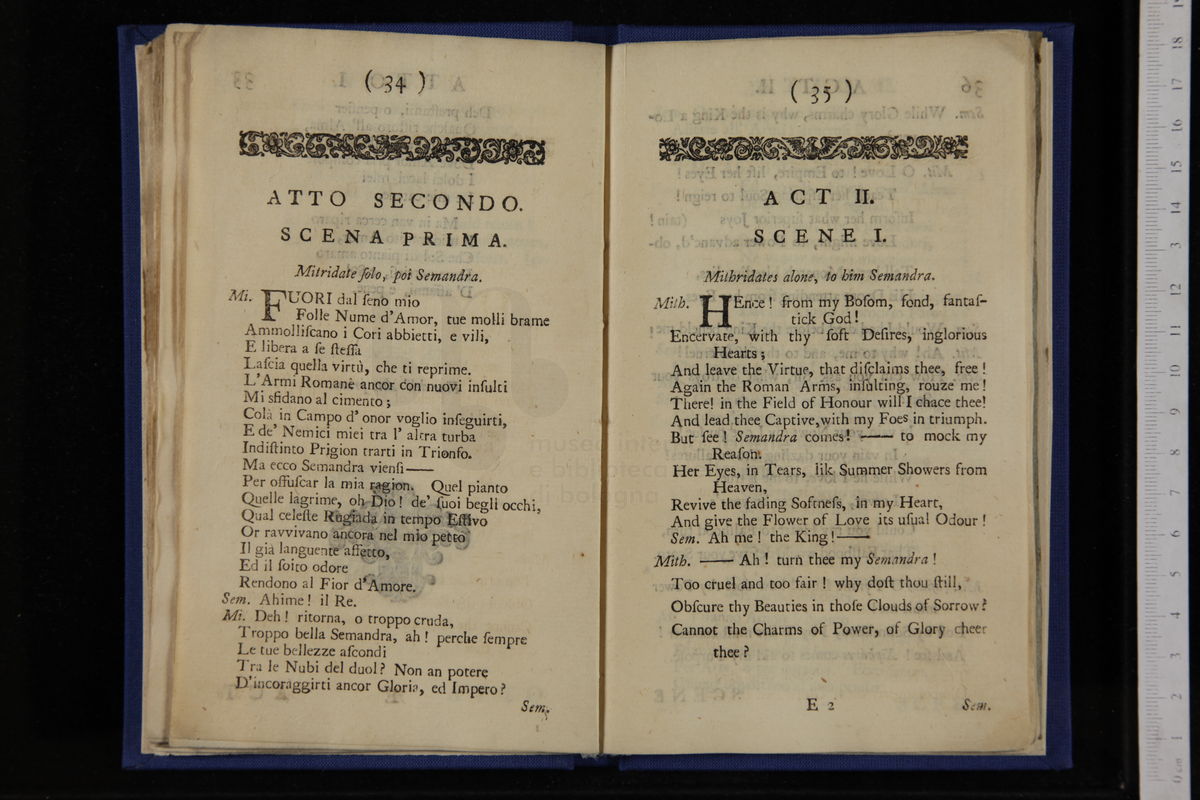 (34)
ATTO SECONDO.
SCENA PRIMA.
Mitridate ſolo, poi Semandra.
Mi. FUORI dal ſeno mio
Folle Nume d'Amor, tue molli brame
Ammolliſcano i Cori abbietti, e vili,
E libera a ſe ſteſſa
Laſcia quella virtù, che ti reprime.
L'Armi Romane ancor con nuovi inſulti
Mi sfidano al cimento;
Colà in Campo d' onor voglio inſeguirti,
E de' Nemici miei tra l' altra turba
Indiſtinto Prigion trarti in Trionfo.
Ma ecco Semandra vienſi——
Per offuſcar la mia ragion. Quel pianto
Quelle lagrime, oh Dio! de' ſuoi begli occhi,
Qual celeſte Rugiada in tempo Eſtivo
Or ravvivano ancora nel mio petto
Il già languente affetto,
Ed il ſolto odore
Rendono al Fior d'Amore.
Sem. Ahime! il Re.
Mi. Deh! ritorna, o troppo cruda,
Troppo bella Semandra, ah! perche ſempre
Le tue bellezze aſcondi
Tra le Nubi del duol? Non an potere
D'incoraggirti ancor Gloria, ed Impero?
Sem.
(35)
ACT II.
SCENE I.
Mithridates alone, to him Semandra.
Mith. HEnce! from my Boſom, fond, fantaſ-
tick God!
Encervate, with thy ſoft Deſires, inglorious
Hearts;
And leave the Virtue, that diſclaims thee, free!
Again the Roman Arms, inſulting, rouze me!
There! in the Field of Honour will I chace thee!
And lead thee Captive, with my Foes in triumph.
But ſee! Semandra comes! —— to mock my
Reaſon.
Her Eyes, in Tears, lik Summer Showers from
Heaven,
Revive the fading Softneſs, in my Heart,
And give the Flower of Love its uſual Odour!
Sem. Ah me! the King!——
Mith. —— Ah! turn thee my Semandra!
Too cruel and too fair! why doſt thou ſtill,
Obſcure thy Beauties in thoſe Clouds of Sorrow?
Cannot the Charms of Power, of Glory cheer
thee?
E 2
Sem.